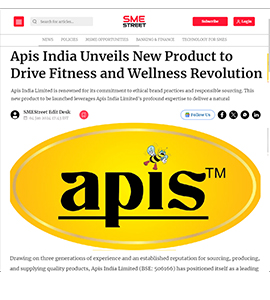 Search for articles...
SME
STREET
Subscribe
Login
NEWS POLICIES HOME OPPORTUNITIES BANKING & FINANCE TECHNOLOGY FOR SMES
Apis India Unveils New Product to
Drive Fitness and Wellness Revolution
Apis India Limited is renowned for its commitment to ethical brand practices and responsible sourcing. This
new product to be launched leverages Apis India Limited's profound expertise to deliver a natural
SMEStreet Edit Desk
Follow Us
apis™
Drawing on three generations of experience and an established reputation for sourcing, producing,
and supplying quality products, Apis India Limited (BSE: 506166) has positioned itself as a leading